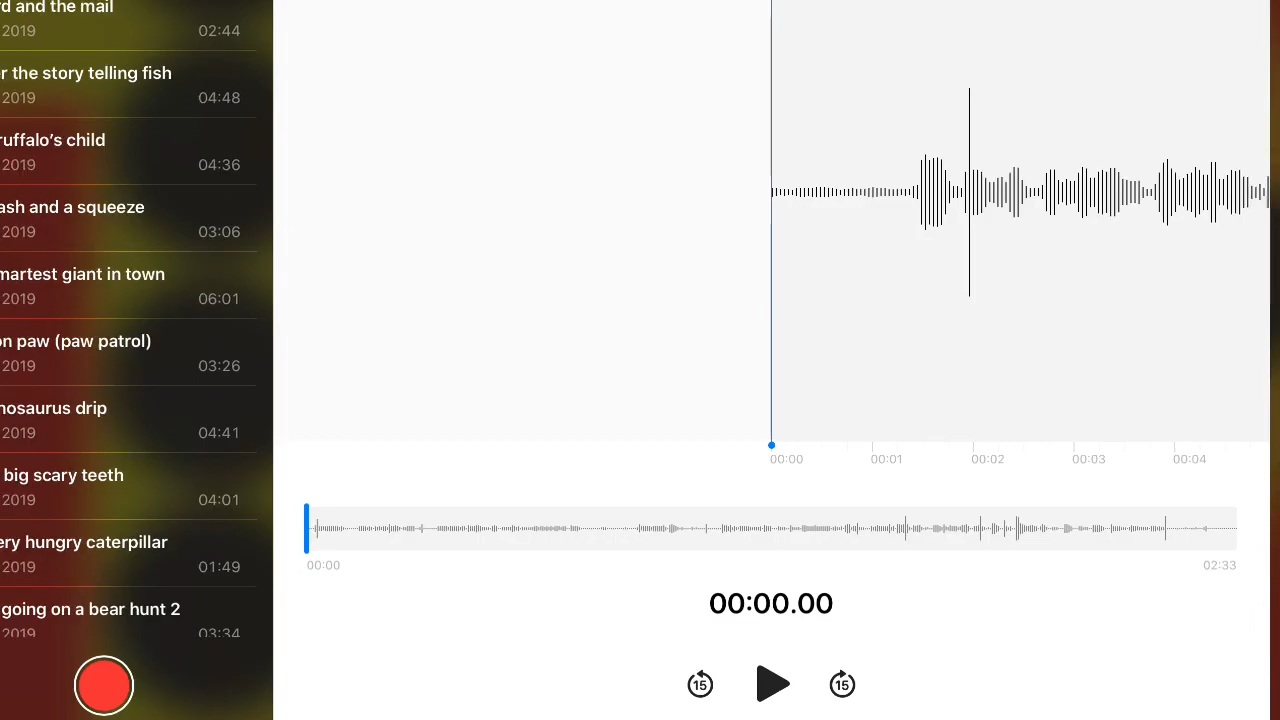 rd and the mail
2019 02:44
r the story telling fish
2019 04:48
ruffalo's child
2019 04:36
ash and a squeeze
2019 03:06
martest giant in town
2019 06:01
on paw (paw patrol)
2019 03:26
nosaurus drip
2019 04:41
big scary teeth
2019 04:01
ery hungry caterpillar
2019 01:49
going on a bear hunt 2
2019 03:34
00:00 00:01 00:02 00:03 00:04
00:00 02:33
00:00.00
15 15